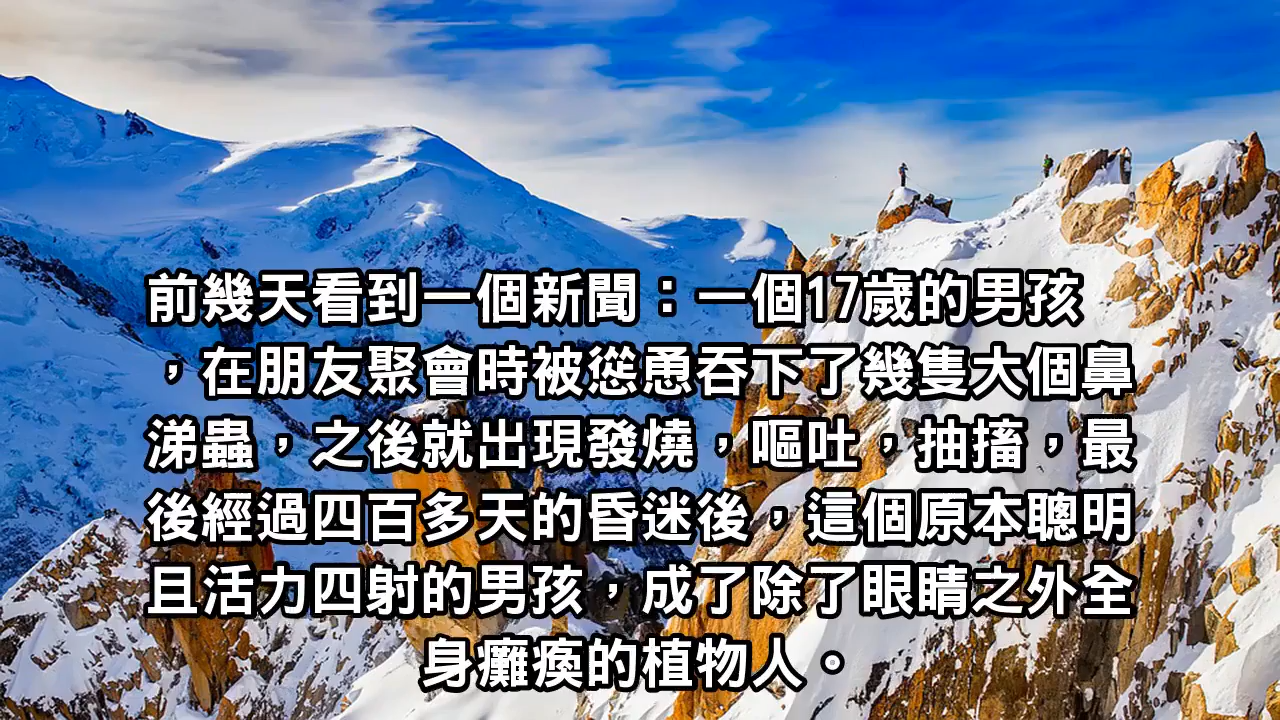 前幾天看到一個新聞：一個17歲的男孩
，在朋友聚會時被慫恿吞下了幾隻大個鼻
涕蟲，之後就出現發燒，嘔吐，抽搐，最
後經過四百多天的昏迷後，這個原本聰明
且活力四射的男孩，成了除了眼睛之外全
身癱瘓的植物人。